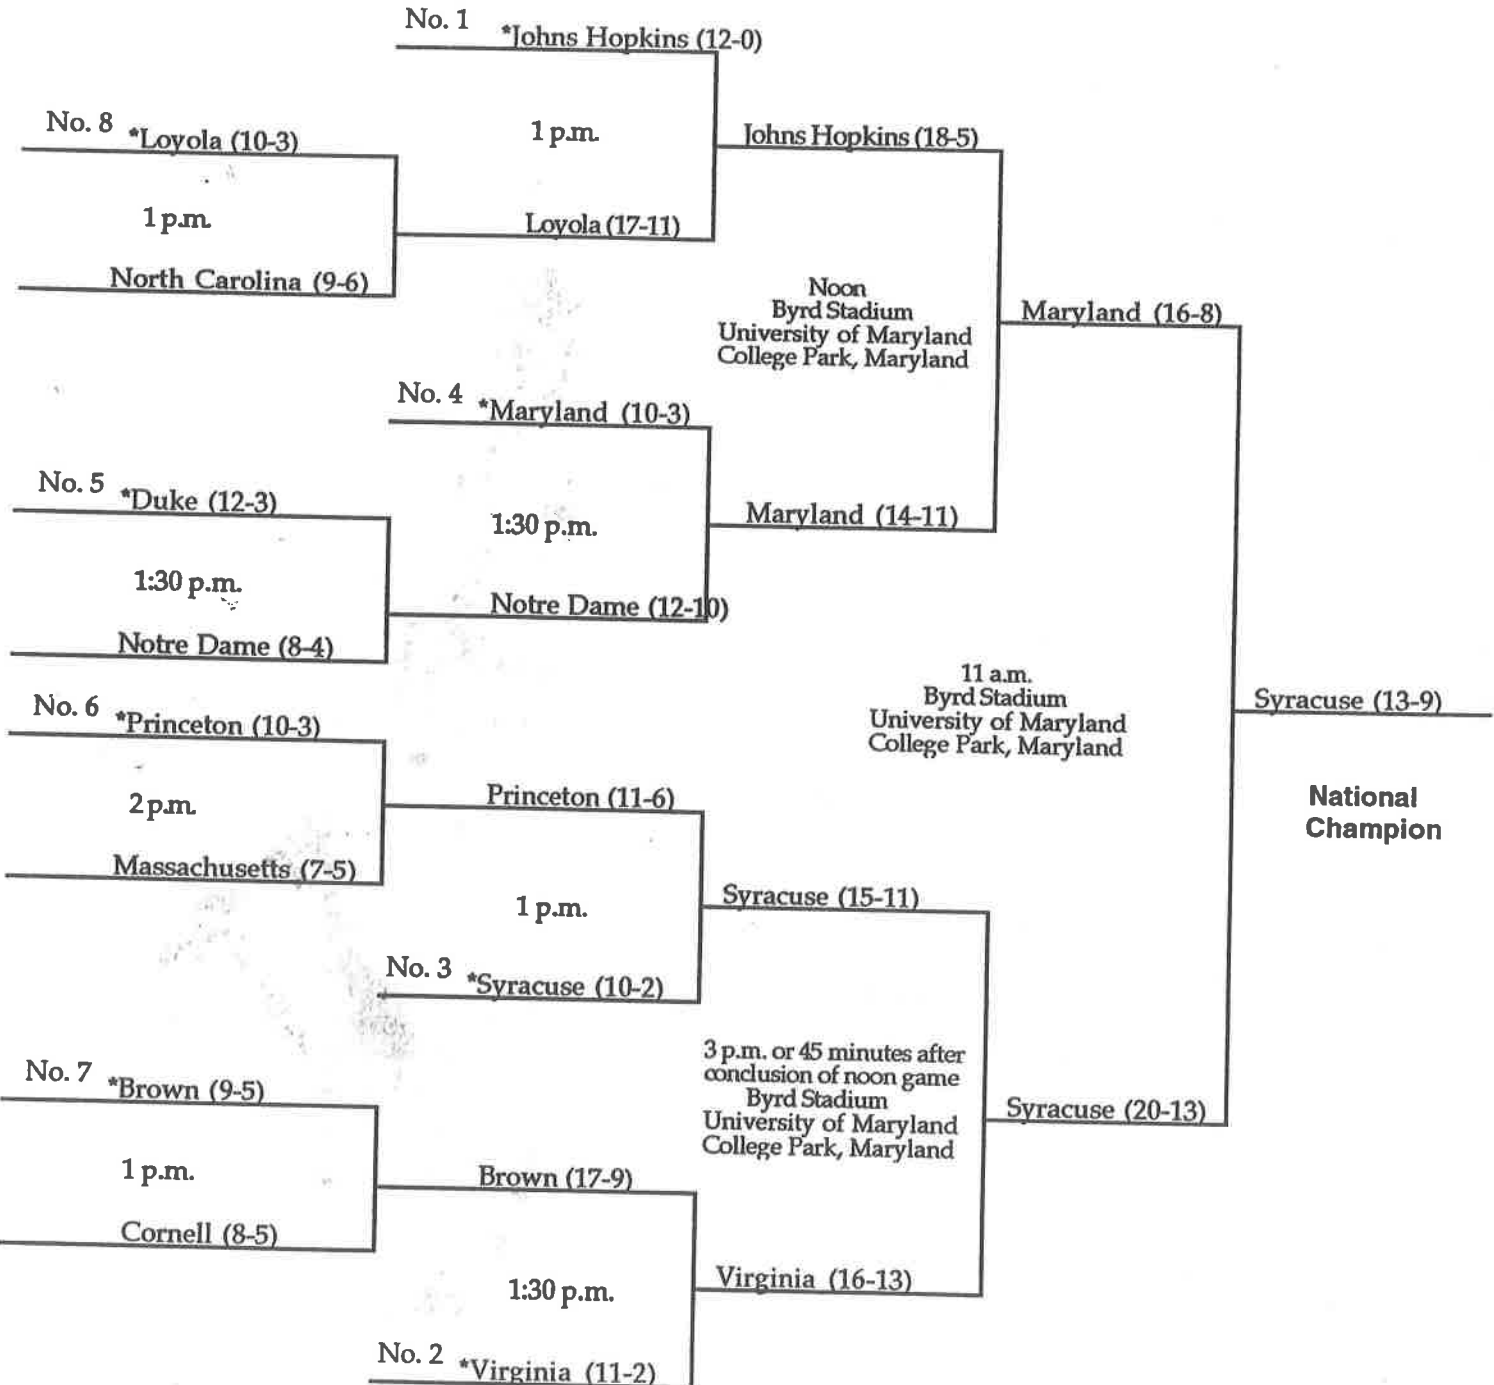 No. 1 *Johns Hopkins (12-0)
No. 8 *Loyola (10-3)
1 p.m.
Johns Hopkins (18-5)
1 p.m.
Loyola (17-11)
North Carolina (9-6)
Noon
Byrd Stadium
University of Maryland
College Park, Maryland
Maryland (16-8)
No. 4 *Maryland (10-3)
No. 5 *Duke (12-3)
1:30 p.m.
Maryland (14-11)
1:30 p.m.
Notre Dame (12-10)
Notre Dame (8-4)
11 a.m.
Byrd Stadium
University of Maryland
College Park, Maryland
Syracuse (13-9)
National
Champion
No. 6 *Princeton (10-3)
2 p.m.
Princeton (11-6)
Massachusetts (7-5)
1 p.m.
Syracuse (15-11)
No. 3 *Syracuse (10-2)
3 p.m. or 45 minutes after
conclusion of noon game
Byrd Stadium
University of Maryland
College Park, Maryland
Syracuse (20-13)
No. 7 *Brown (9-5)
1 p.m.
Brown (17-9)
Cornell (8-5)
1:30 p.m.
Virginia (16-13)
No. 2 *Virginia (11-2)